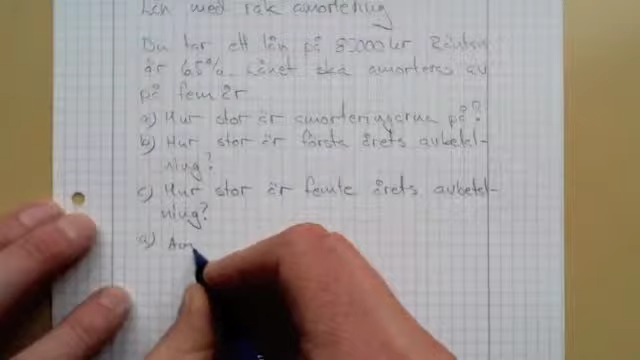 Lån med rak amortering
Du tar ett lån på 85000 kr Räntan
är 6,5%. Lånet ska amorteras av
på fem år
a) Hur stor är amorteringarna på?
b) Hur stor är första årets avbetal-
ning?
c) Hur stor är femte årets avbetal-
ning?
a) Am